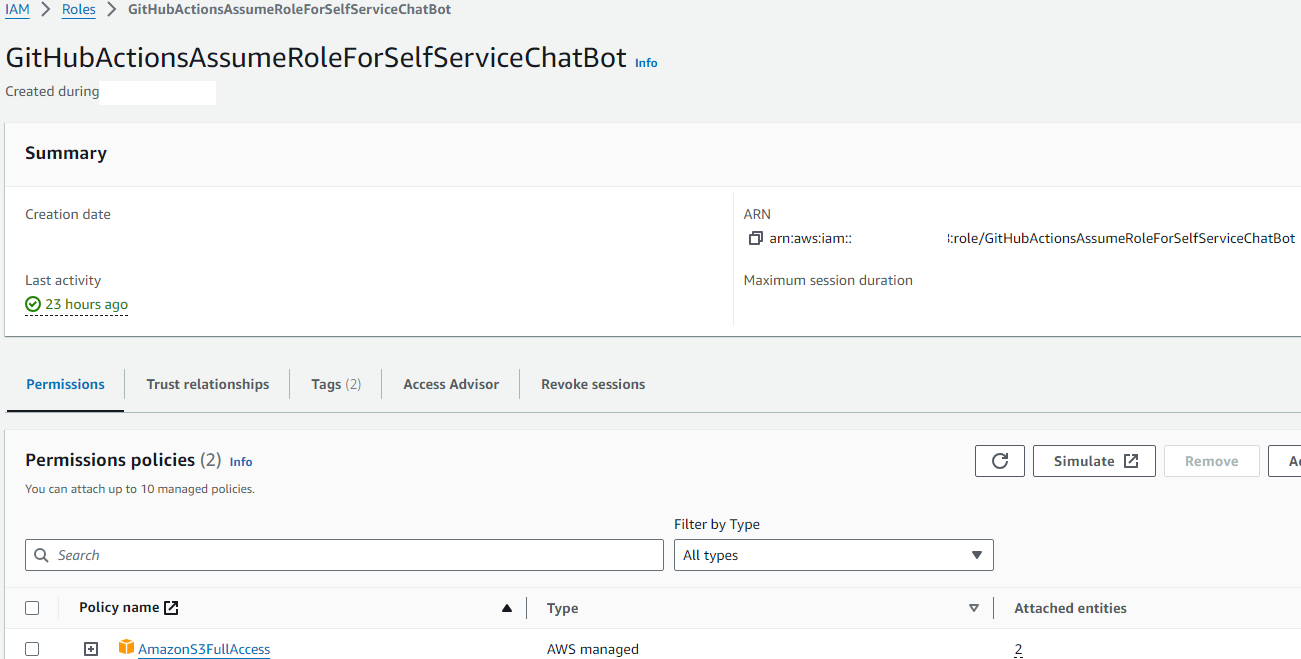 IAM > Roles > GitHubActionsAssumeRoleForSelfServiceChatBot
GitHubActionsAssumeRoleForSelfServiceChatBot Info
Created during
Summary
Creation date
ARN
arn:aws:iam:: :role/GitHubActionsAssumeRoleForSelfServiceChatBot
Last activity
23 hours ago
Maximum session duration
Permissions Trust relationships Tags (2) Access Advisor Revoke sessions
Permissions policies (2) Info
Simulate Remove
You can attach up to 10 managed policies.
Filter by Type
Search
All types
Policy name Type Attached entities
AmazonS3FullAccess AWS managed 2